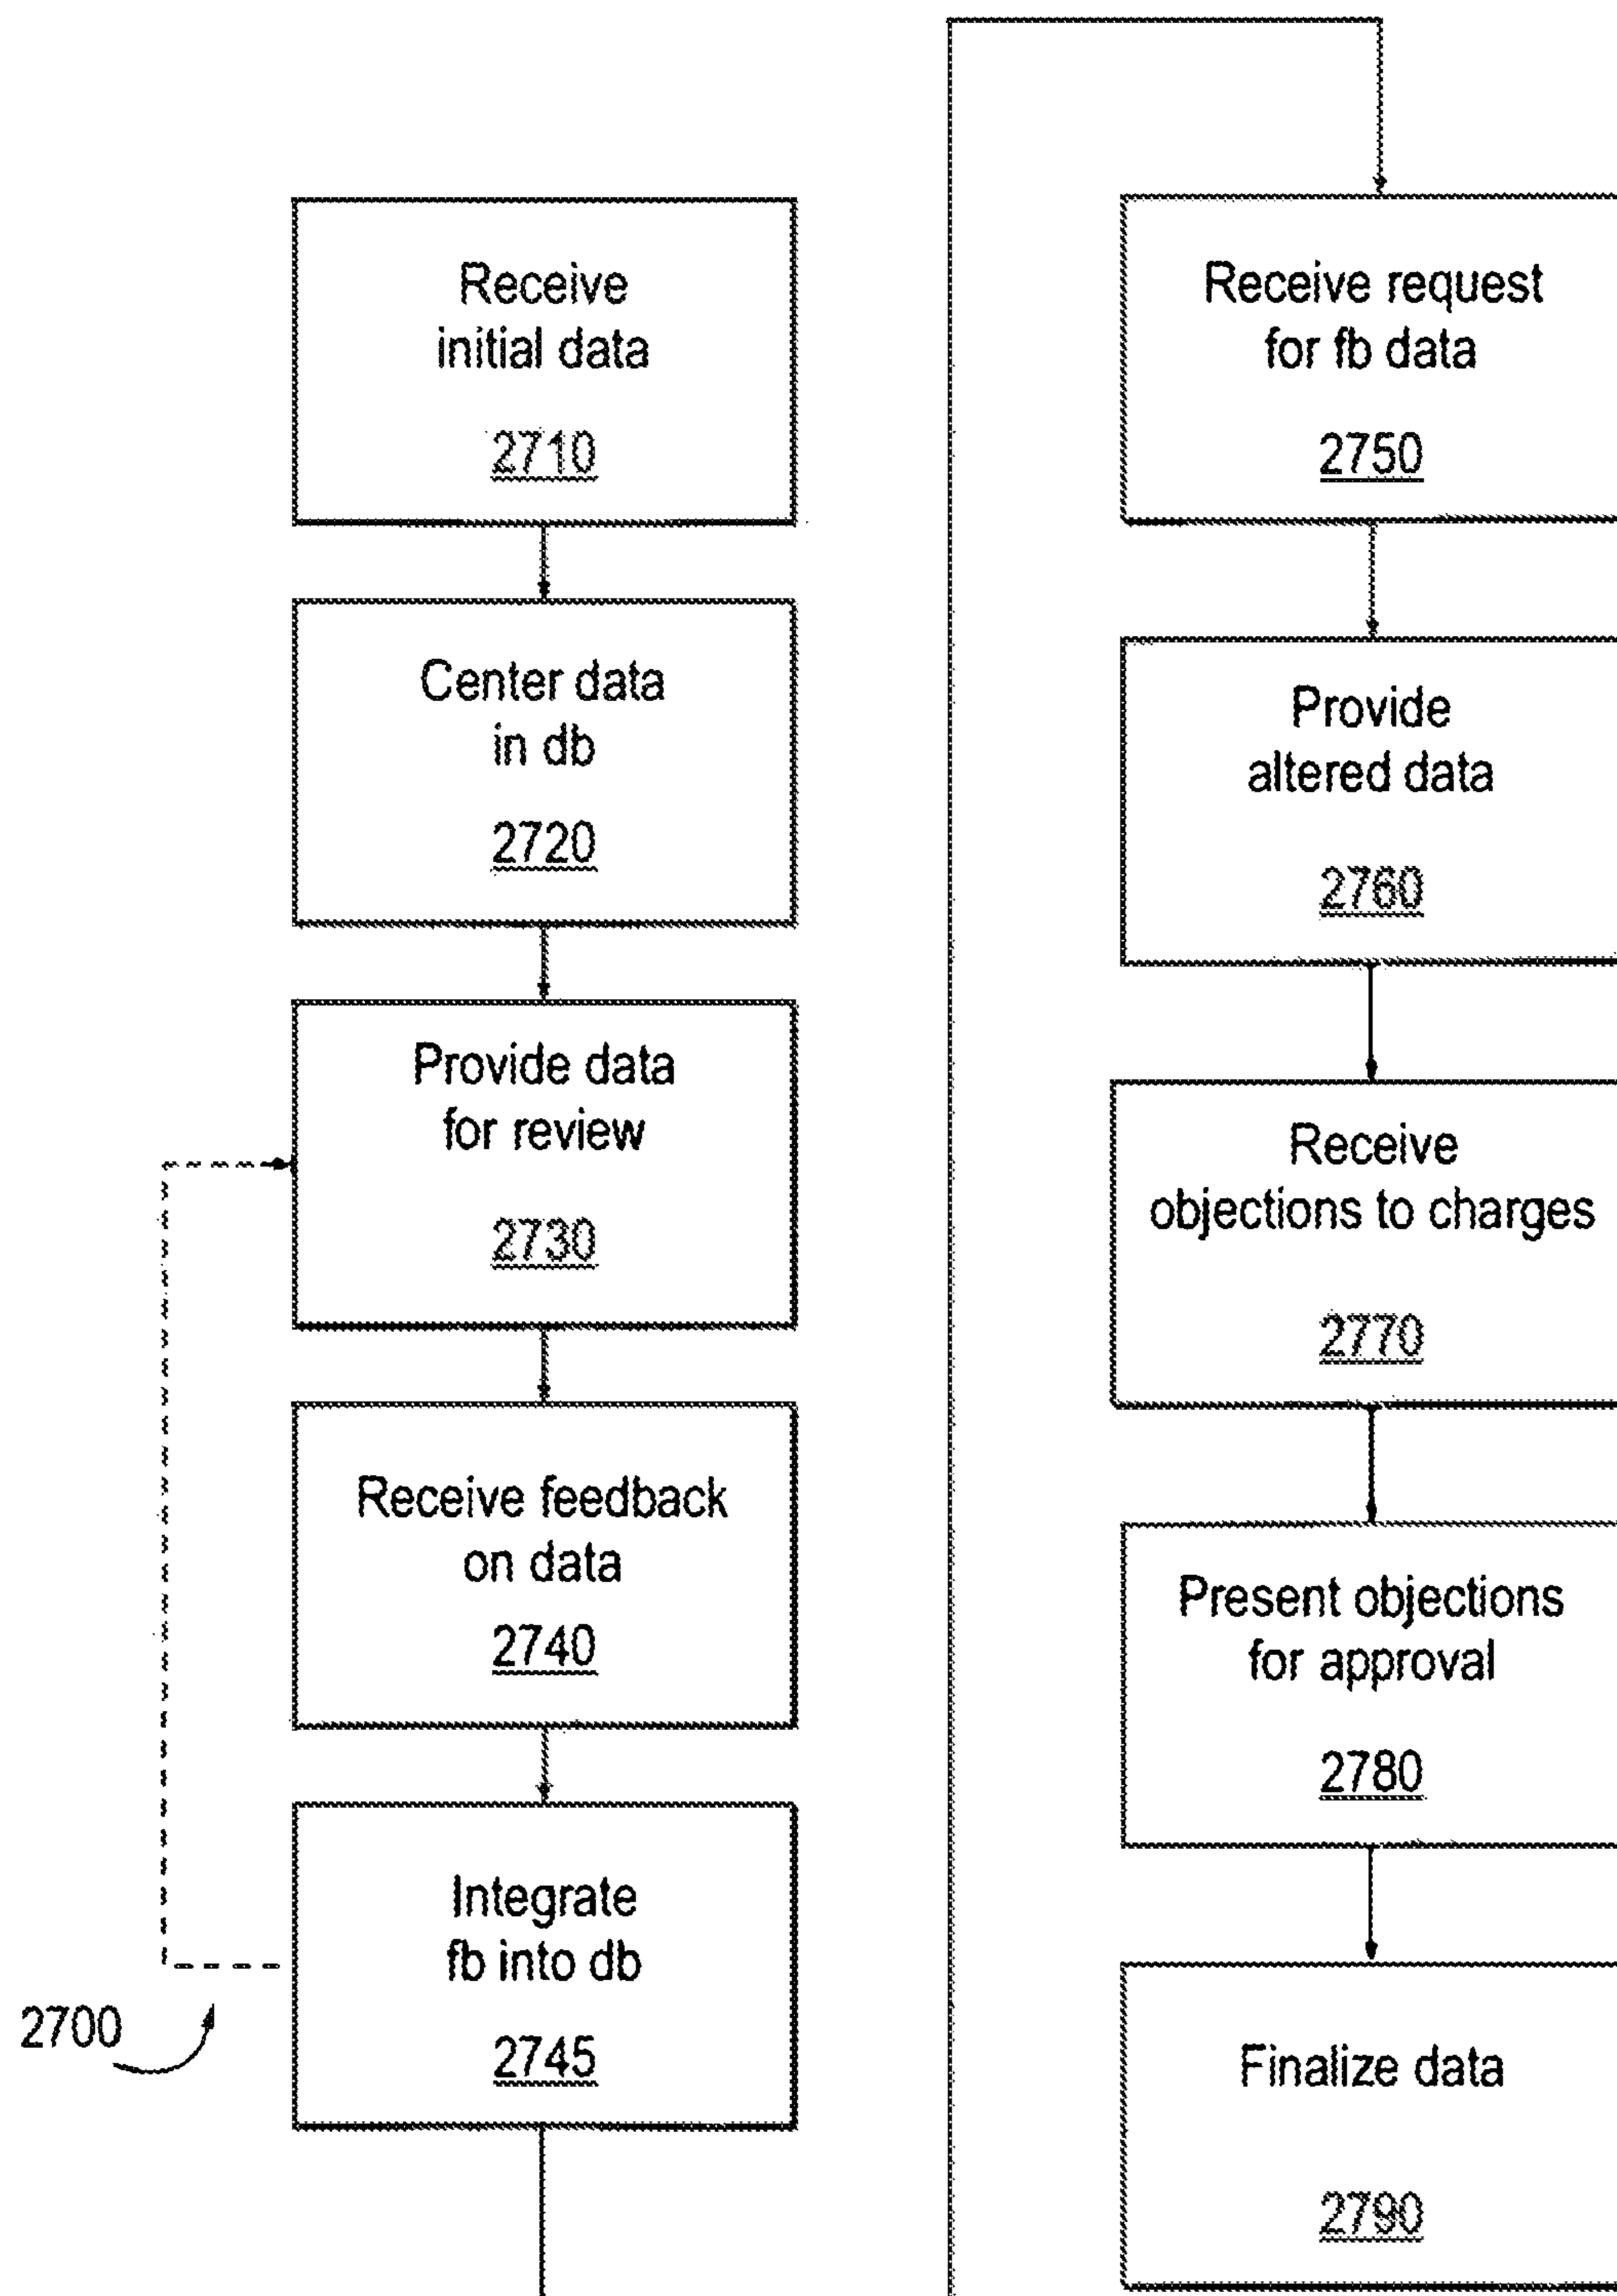 Receive
initial data
2710
Center data
in db
2720
Provide data
for review
2730
Receive feedback
on data
2740
Integrate
fb into db
2745
2700
Receive request
for fb data
2750
Provide
altered data
2760
Receive
objections to charges
2770
Present objections
for approval
2780
Finalize data
2790